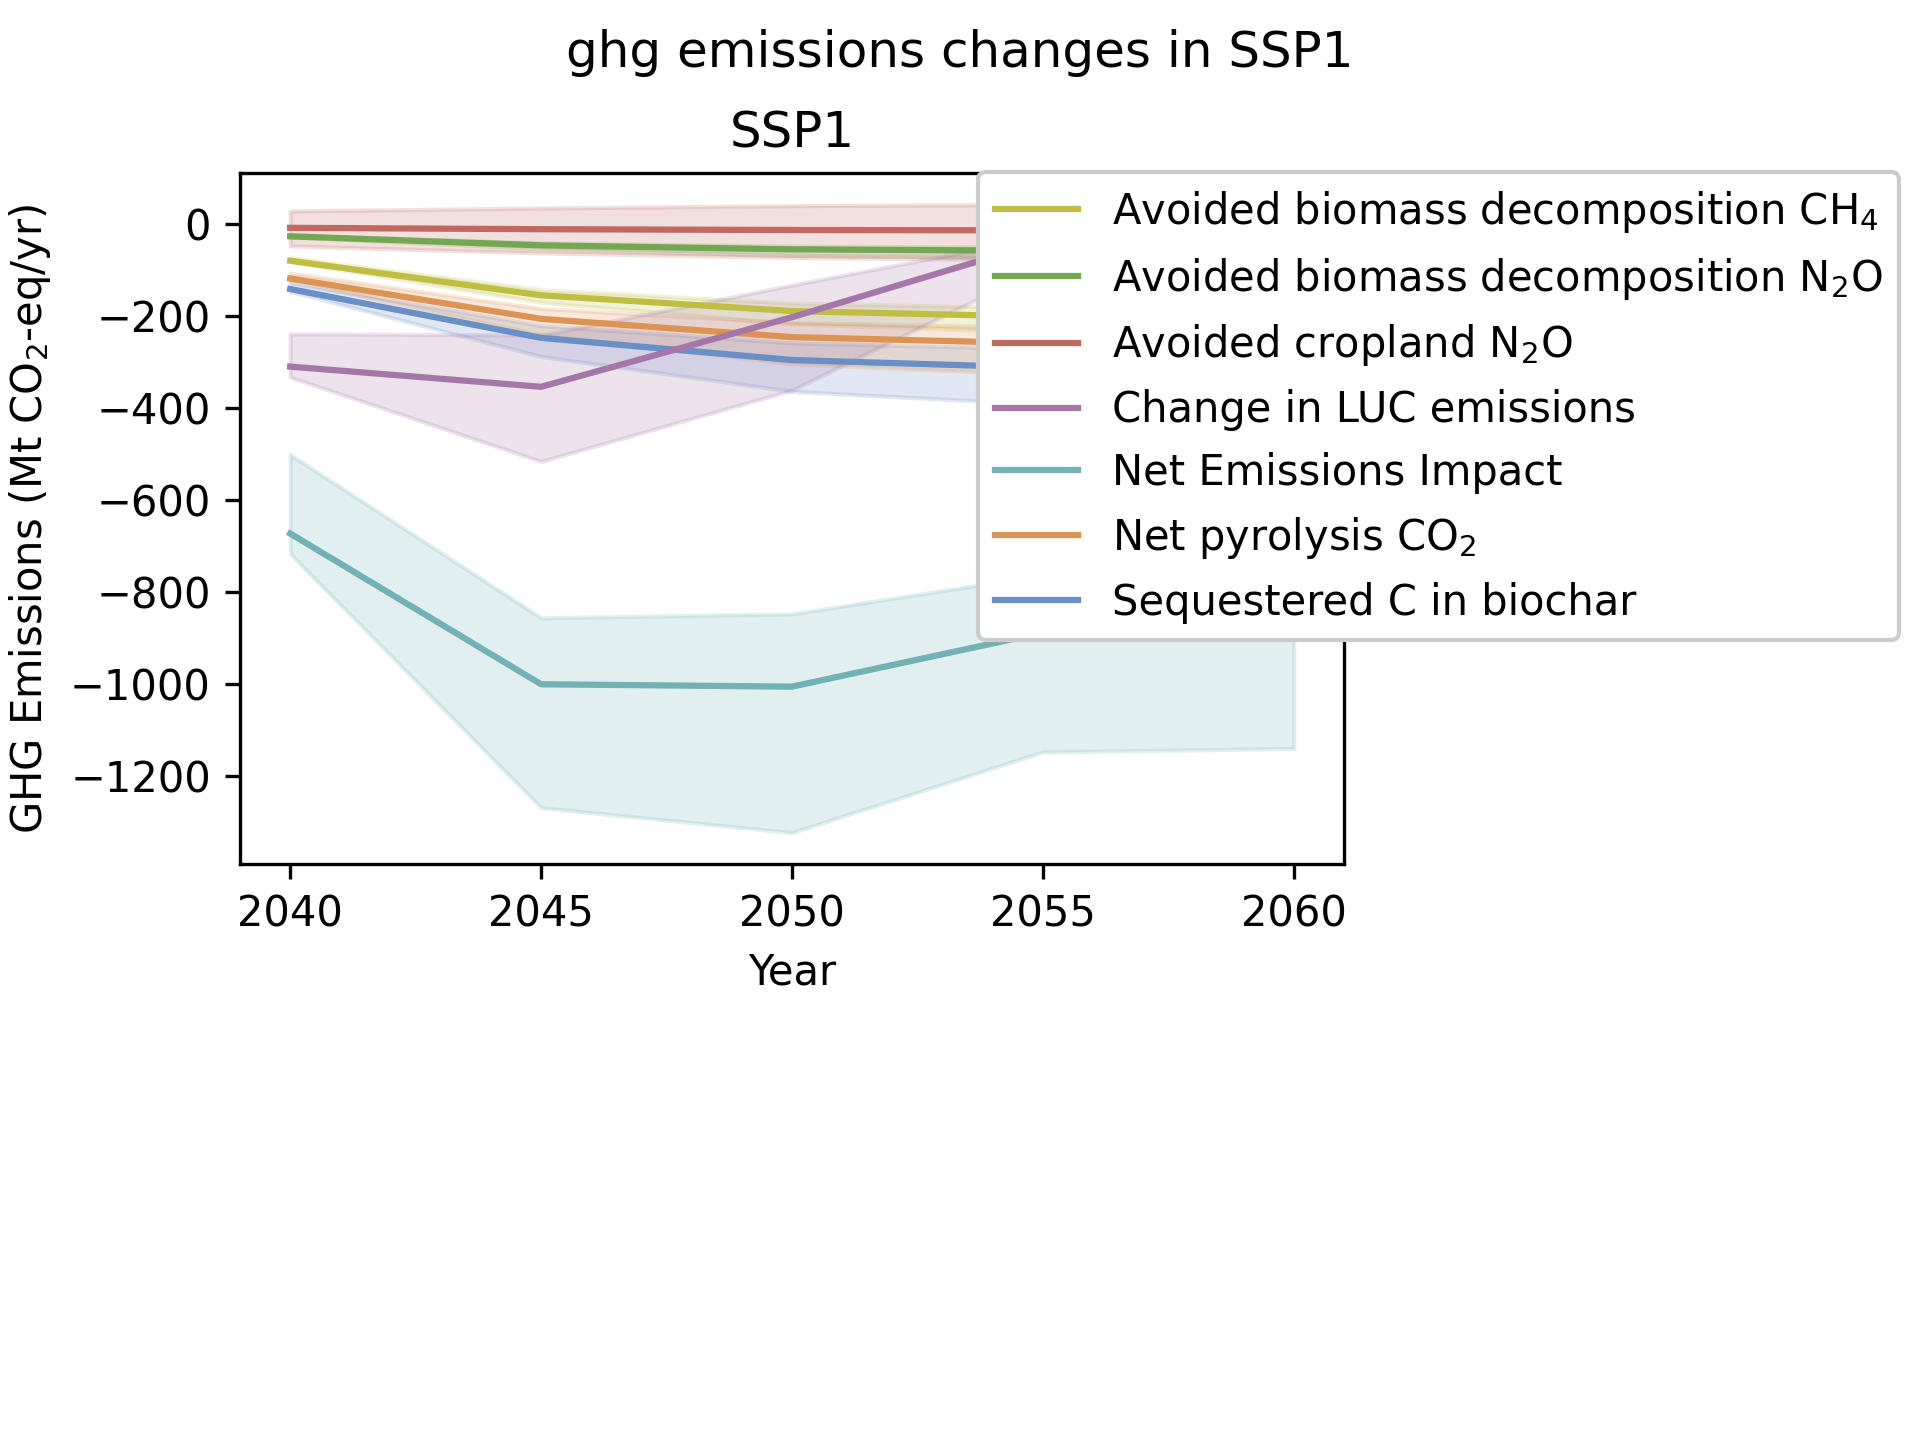 ghg emissions changes in SSP1
SSP1
GHG Emissions (Mt CO₂-eq/yr)
0
−200
−400
−600
−800
−1000
−1200
2040 2045 2050 2055 2060
Year
Avoided biomass decomposition CH₄
Avoided biomass decomposition N₂O
Avoided cropland N₂O
Change in LUC emissions
Net Emissions Impact
Net pyrolysis CO₂
Sequestered C in biochar